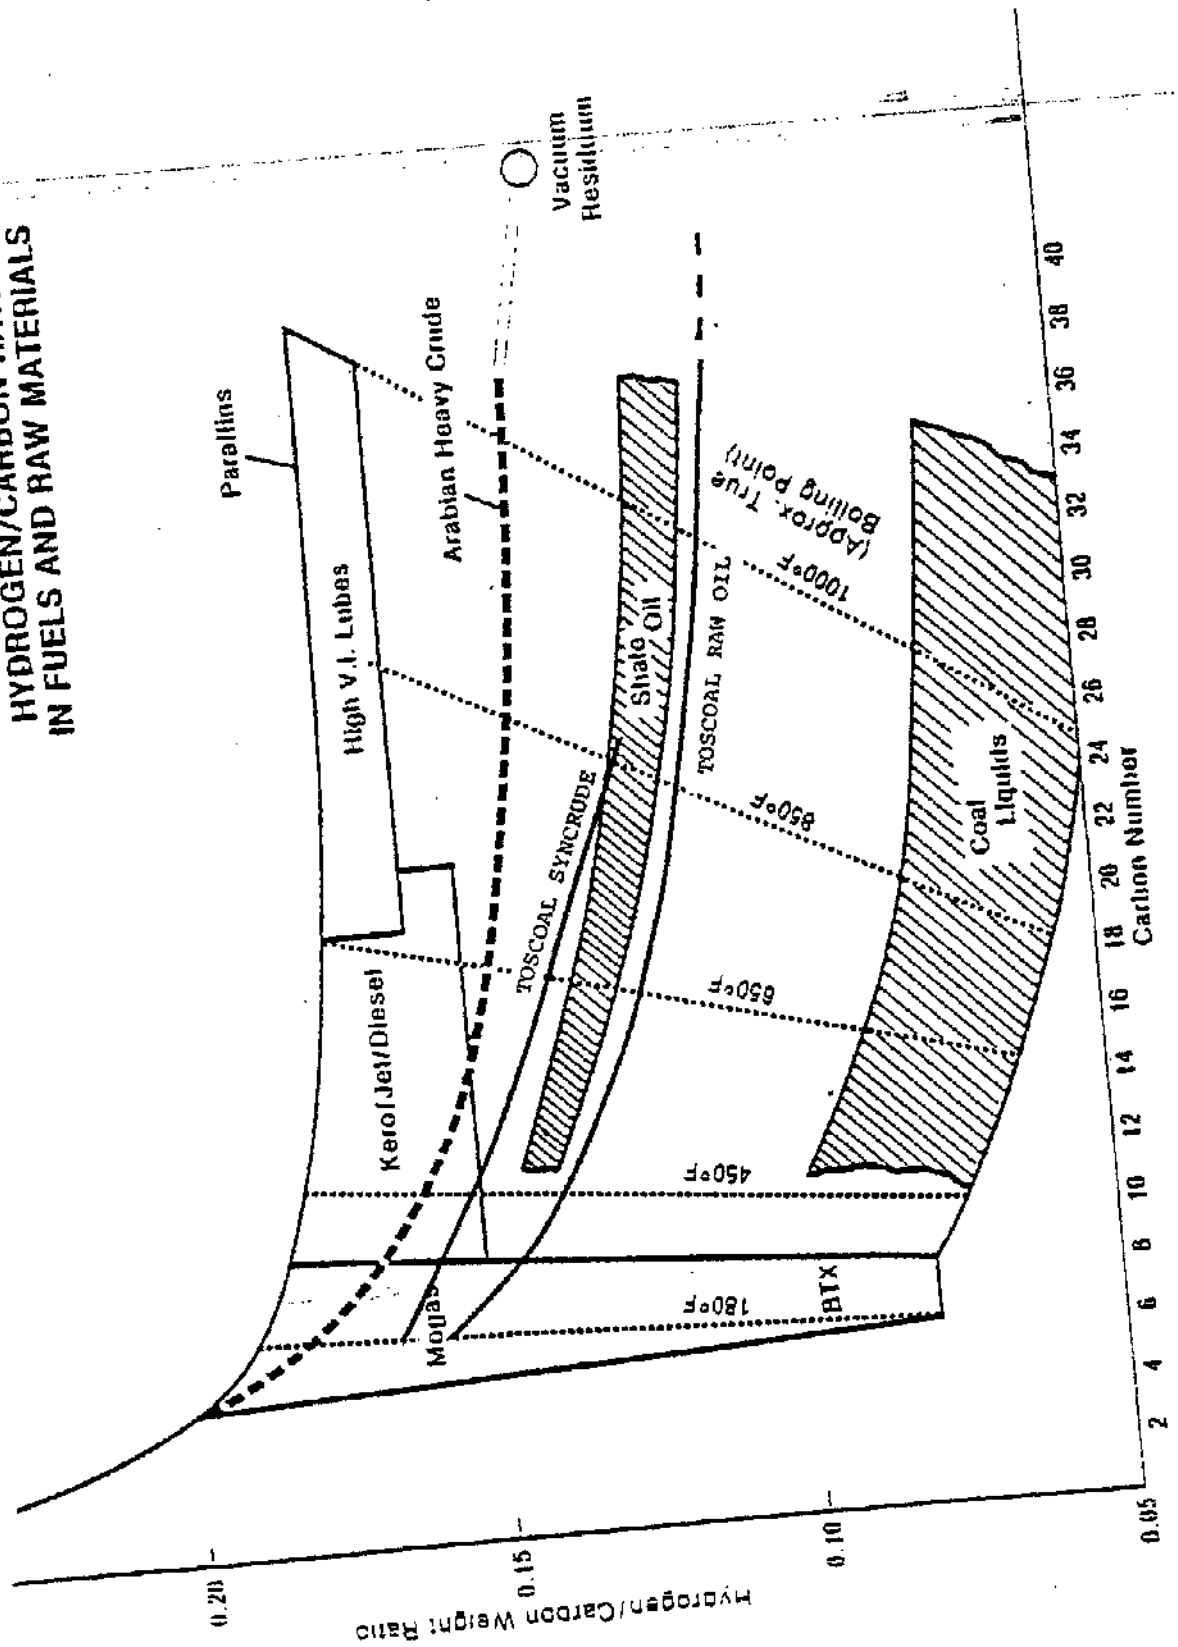 HYDROGEN/CARBON
IN FUELS AND RAW MATERIALS
Paraffins
High V.I. Lubes
Arabian Heavy Crude
Vacuum
Residuum
Kero/Jet/Diesel
TOSCOAL SYNCRUDE
Shale Oil
TOSCOAL RAW OIL
(Approx. True
Boiling Point)
1000°F
850°F
650°F
450°F
180°F
Mogas
BTX
Coal
Liquids
Hydrogen/Carbon Weight Ratio
0.20
0.15
0.10
0.05
2 4 6 8 10 12 14 16 18 20 22 24 26 28 30 32 34 36 38 40
Carbon Number